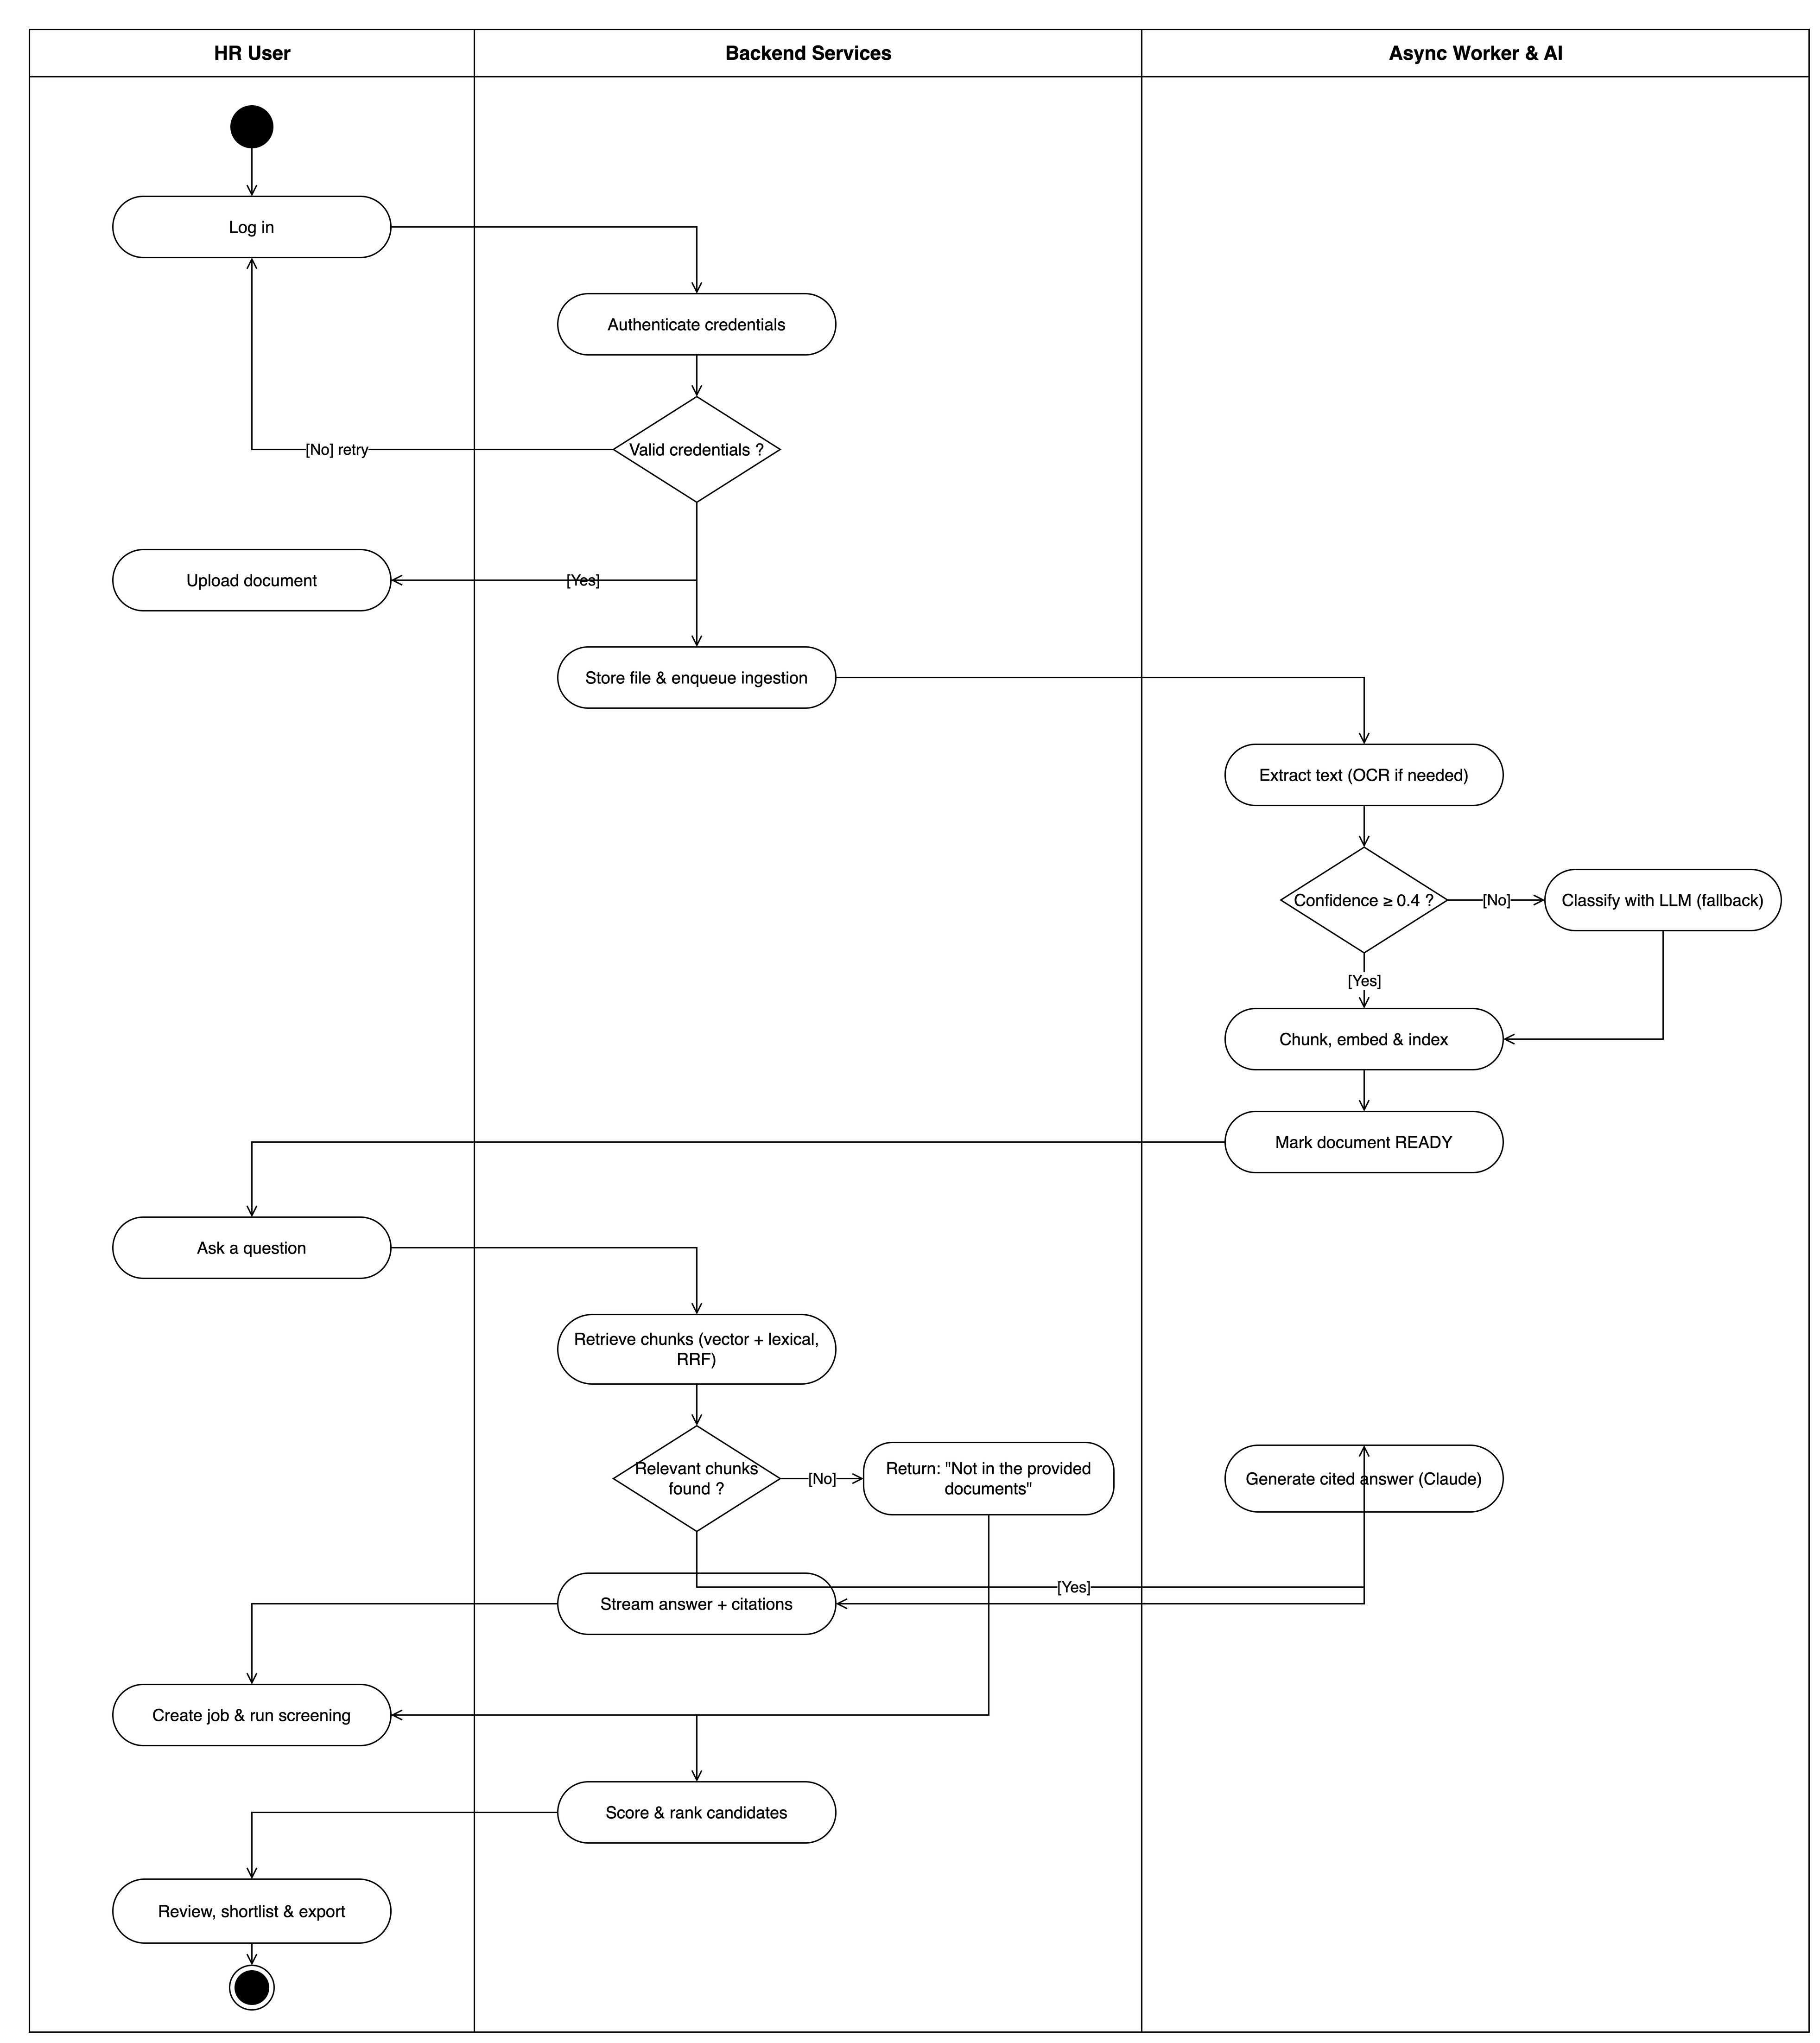 HR User
Backend Services
Async Worker & AI
Log in
Authenticate credentials
Valid credentials ?
[No] retry
Upload document
[Yes]
Store file & enqueue ingestion
Extract text (OCR if needed)
Confidence ≥ 0.4 ?
[No]
Classify with LLM (fallback)
[Yes]
Chunk, embed & index
Mark document READY
Ask a question
Retrieve chunks (vector + lexical,
RRF)
Relevant chunks
found ?
[No]
Return: "Not in the provided
documents"
Generate cited answer (Claude)
[Yes]
Stream answer + citations
Create job & run screening
Score & rank candidates
Review, shortlist & export